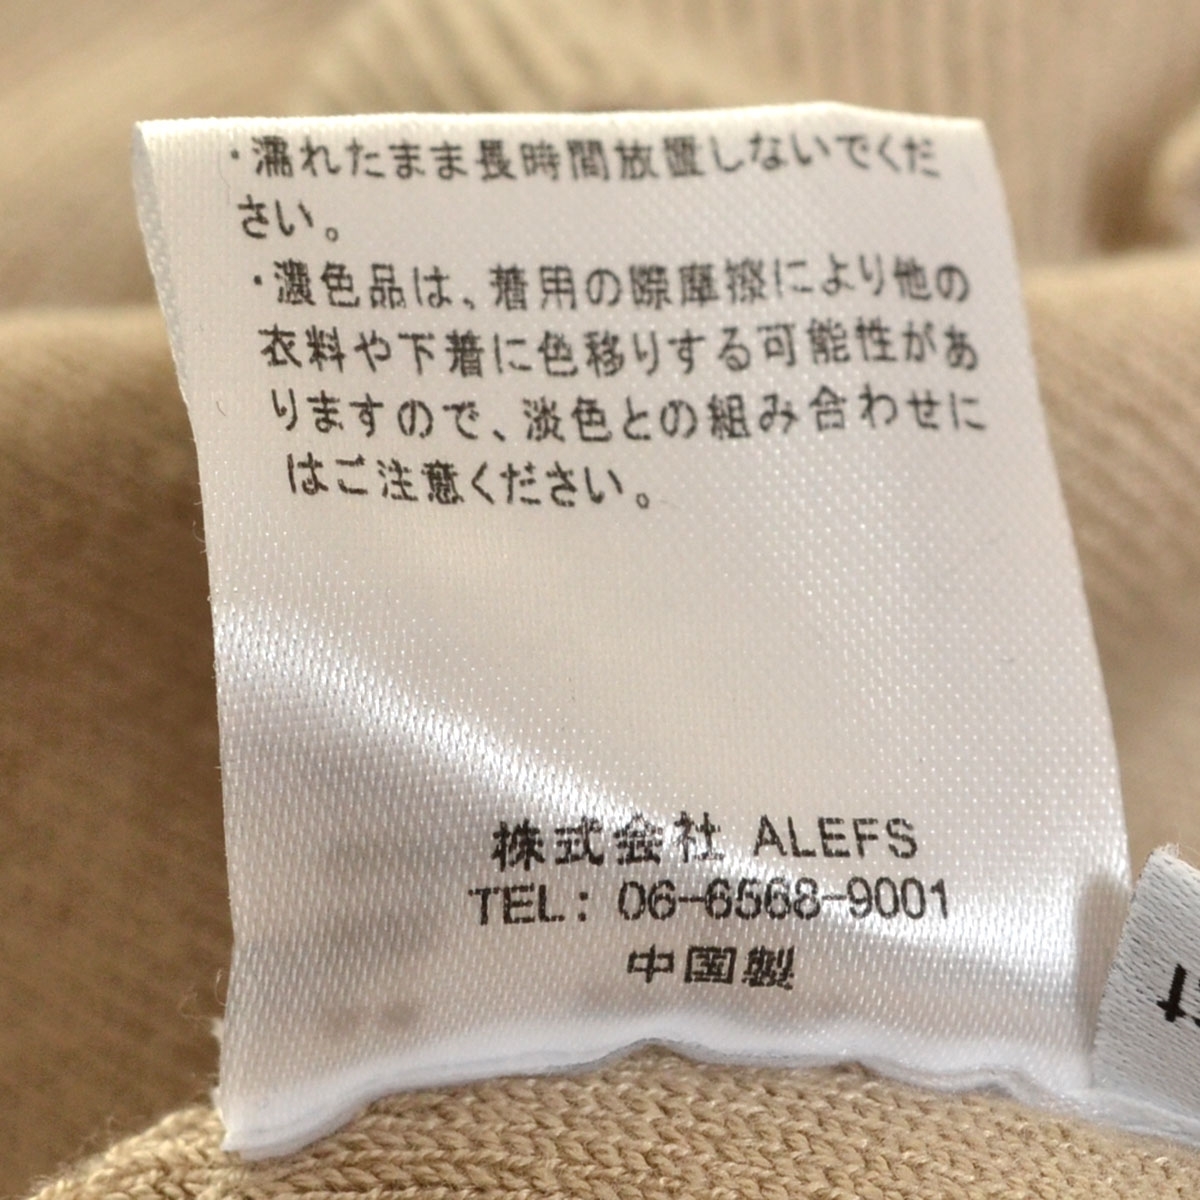 ・濡れたまま長時間放置しないでくだ
さい。
・濃色品は、着用の際摩擦により他の
衣料や下着に色移りする可能性があ
りますので、淡色との組み合わせに
はご注意ください。
株式会社 ALEFS
TEL: 06-6568-9001
中国製